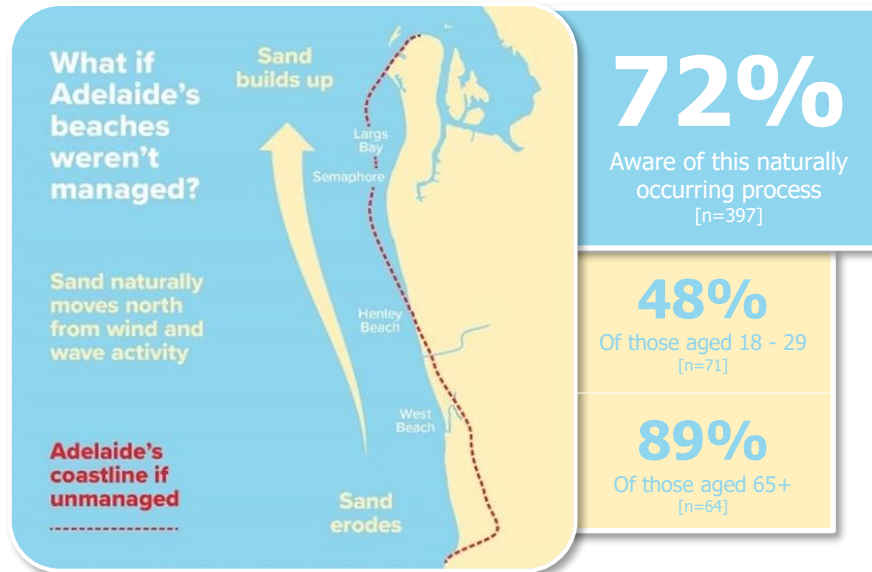 What if
Adelaide's
beaches
weren't
managed?
Sand
builds up
Largs
Bay
Semaphore
Sand naturally
moves north
from wind and
wave activity
Henley
Beach
West
Beach
Adelaide's
coastline if
unmanaged
Sand
erodes
72%
Aware of this naturally
occurring process
[n=397]
48%
Of those aged 18 - 29
[n=71]
89%
Of those aged 65+
[n=64]